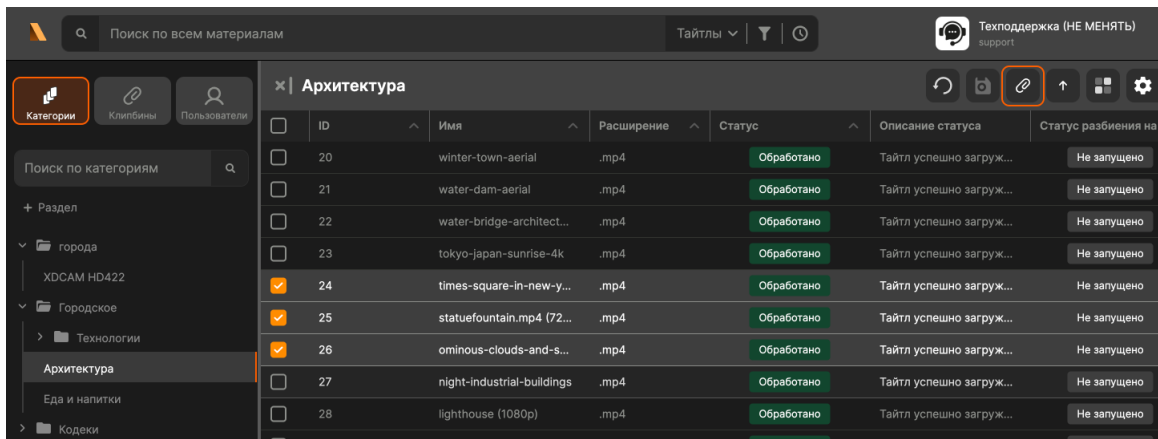 Поиск по всем материалам
Тайтлы
Техподдержка (НЕ МЕНЯТЬ)
support
Категории
Клипбины
Пользователи
Архитектура
ID Имя Расширение Статус Описание статуса Статус разбиения на
Поиск по категориям
+ Раздел
города
XDCAM HD422
Городское
Технологии
Архитектура
Еда и напитки
Кодеки
20 winter-town-aerial .mp4 Обработано Тайтл успешно загруж... Не запущено
21 water-dam-aerial .mp4 Обработано Тайтл успешно загруж... Не запущено
22 water-bridge-architect... .mp4 Обработано Тайтл успешно загруж... Не запущено
23 tokyo-japan-sunrise-4k .mp4 Обработано Тайтл успешно загруж... Не запущено
24 times-square-in-new-y... .mp4 Обработано Тайтл успешно загруж... Не запущено
25 statuefountain.mp4 (72... .mp4 Обработано Тайтл успешно загруж... Не запущено
26 ominous-clouds-and-s... .mp4 Обработано Тайтл успешно загруж... Не запущено
27 night-industrial-buildings .mp4 Обработано Тайтл успешно загруж... Не запущено
28 lighthouse (1080p) .mp4 Обработано Тайтл успешно загруж... Не запущено